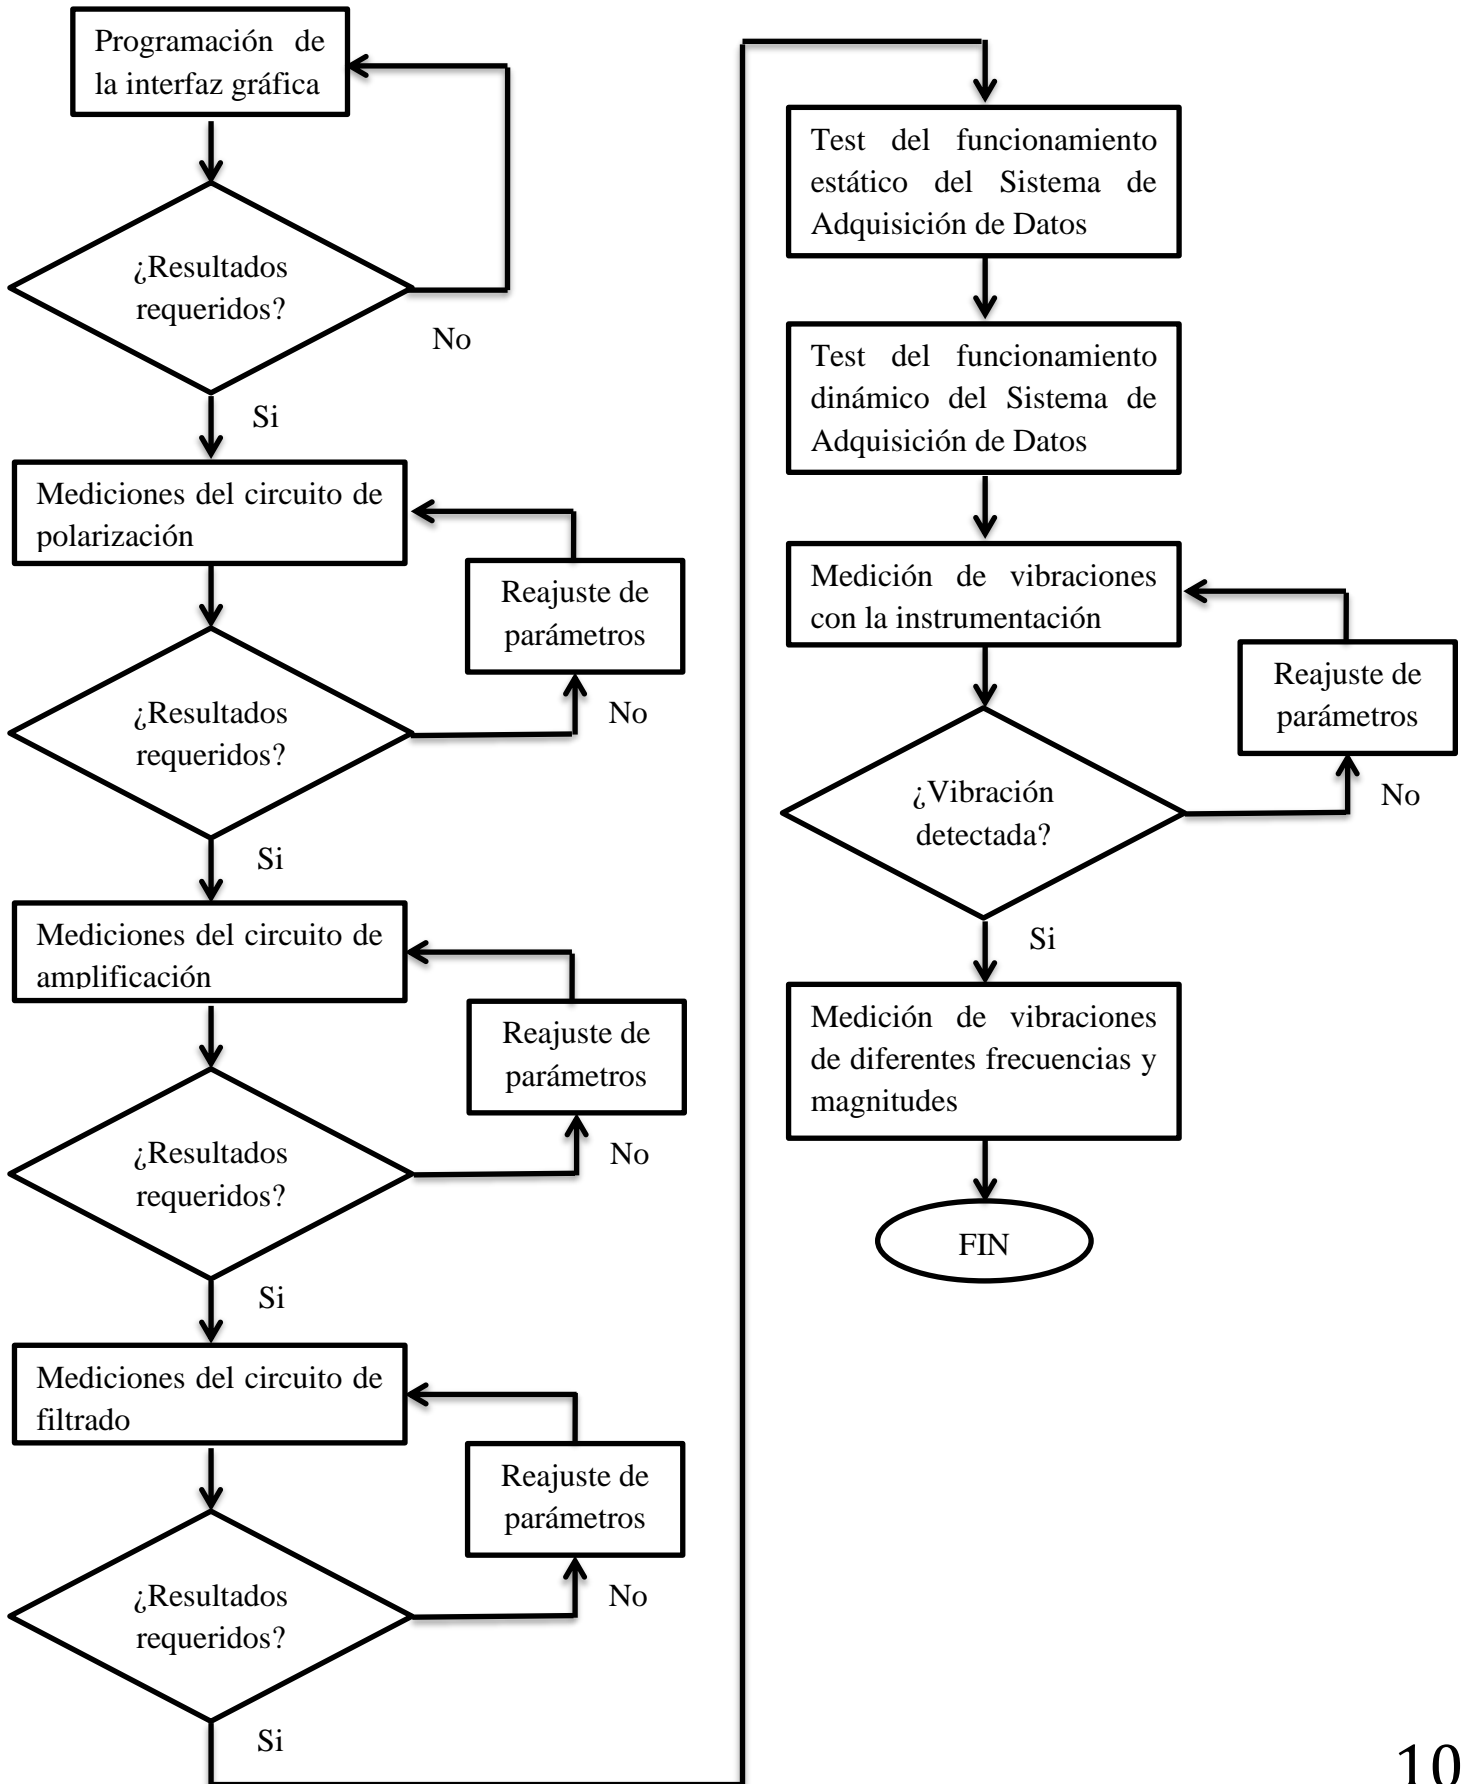 Programación de
la interfaz gráfica
¿Resultados
requeridos?
No
Si
Mediciones del circuito de
polarización
Reajuste de
parámetros
¿Resultados
requeridos?
No
Si
Mediciones del circuito de
amplificación
Reajuste de
parámetros
¿Resultados
requeridos?
No
Si
Mediciones del circuito de
filtrado
Reajuste de
parámetros
¿Resultados
requeridos?
No
Si
Test del funcionamiento
estático del Sistema de
Adquisición de Datos
Test del funcionamiento
dinámico del Sistema de
Adquisición de Datos
Medición de vibraciones
con la instrumentación
Reajuste de
parámetros
¿Vibración
detectada?
No
Si
Medición de vibraciones
de diferentes frecuencias y
magnitudes
FIN
10